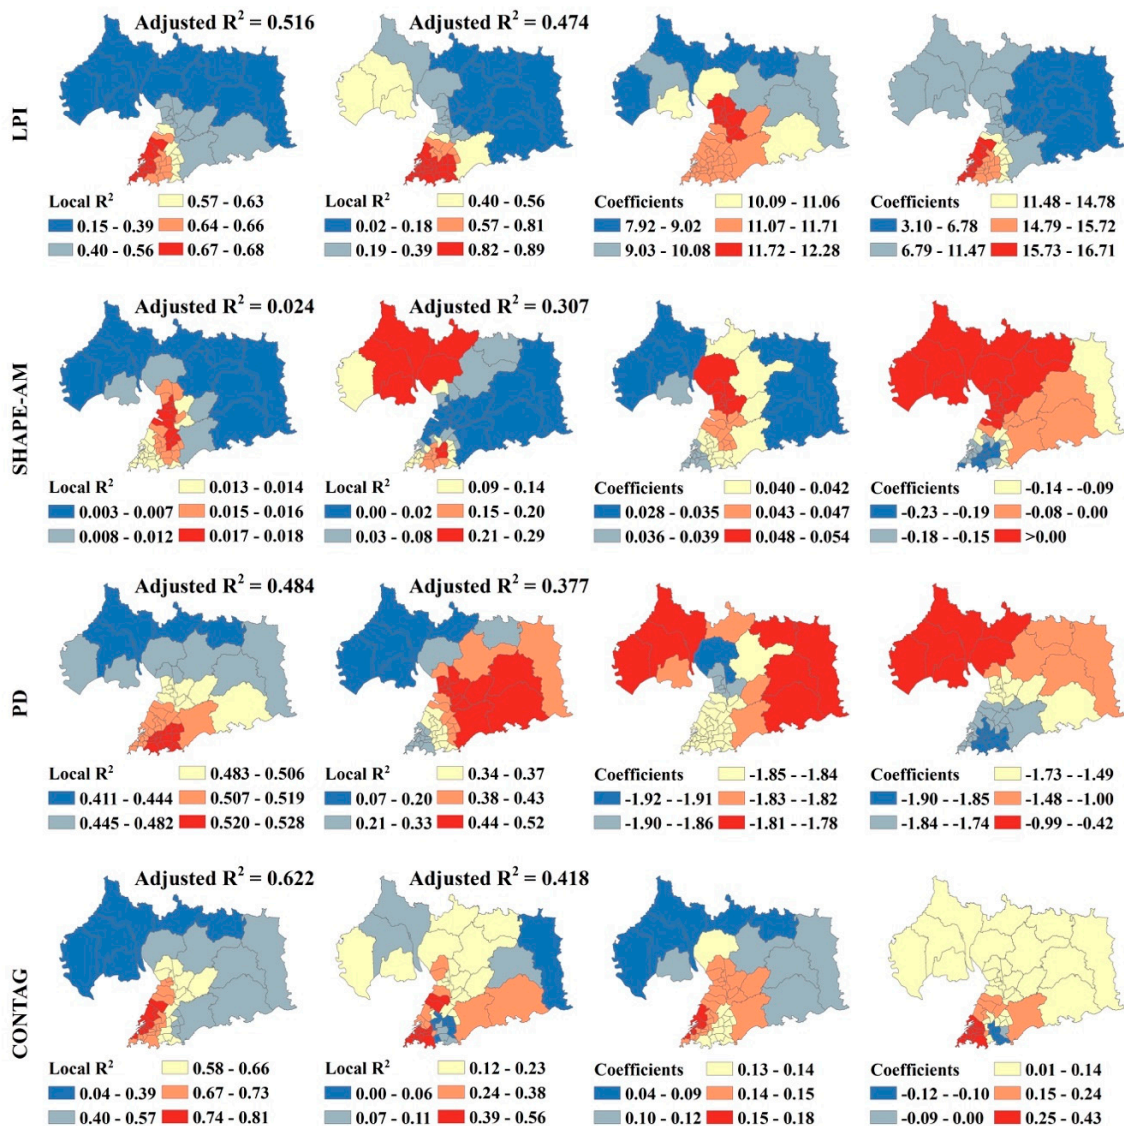 Adjusted R² = 0.516
Adjusted R² = 0.474
LPI
Local R²
0.15 - 0.39
0.40 - 0.56
0.57 - 0.63
0.64 - 0.66
0.67 - 0.68
Local R²
0.02 - 0.18
0.19 - 0.39
0.40 - 0.56
0.57 - 0.81
0.82 - 0.89
Coefficients
7.92 - 9.02
9.03 - 10.08
10.09 - 11.06
11.07 - 11.71
11.72 - 12.28
Coefficients
3.10 - 6.78
6.79 - 11.47
11.48 - 14.78
14.79 - 15.72
15.73 - 16.71
Adjusted R² = 0.024
Adjusted R² = 0.307
SHAPE-AM
Local R²
0.003 - 0.007
0.008 - 0.012
0.013 - 0.014
0.015 - 0.016
0.017 - 0.018
Local R²
0.00 - 0.02
0.03 - 0.08
0.09 - 0.14
0.15 - 0.20
0.21 - 0.29
Coefficients
0.028 - 0.035
0.036 - 0.039
0.040 - 0.042
0.043 - 0.047
0.048 - 0.054
Coefficients
-0.23 - -0.19
-0.18 - -0.15
-0.14 - -0.09
-0.08 - 0.00
>0.00
Adjusted R² = 0.484
Adjusted R² = 0.377
PD
Local R²
0.411 - 0.444
0.445 - 0.482
0.483 - 0.506
0.507 - 0.519
0.520 - 0.528
Local R²
0.07 - 0.20
0.21 - 0.33
0.34 - 0.37
0.38 - 0.43
0.44 - 0.52
Coefficients
-1.92 - -1.91
-1.90 - -1.86
-1.85 - -1.84
-1.83 - -1.82
-1.81 - -1.78
Coefficients
-1.90 - -1.85
-1.84 - -1.74
-1.73 - -1.49
-1.48 - -1.00
-0.99 - -0.42
Adjusted R² = 0.622
Adjusted R² = 0.418
CONTAG
Local R²
0.04 - 0.39
0.40 - 0.57
0.58 - 0.66
0.67 - 0.73
0.74 - 0.81
Local R²
0.00 - 0.06
0.07 - 0.11
0.12 - 0.23
0.24 - 0.38
0.39 - 0.56
Coefficients
0.04 - 0.09
0.10 - 0.12
0.13 - 0.14
0.14 - 0.15
0.15 - 0.18
Coefficients
-0.12 - -0.10
-0.09 - 0.00
0.01 - 0.14
0.15 - 0.24
0.25 - 0.43